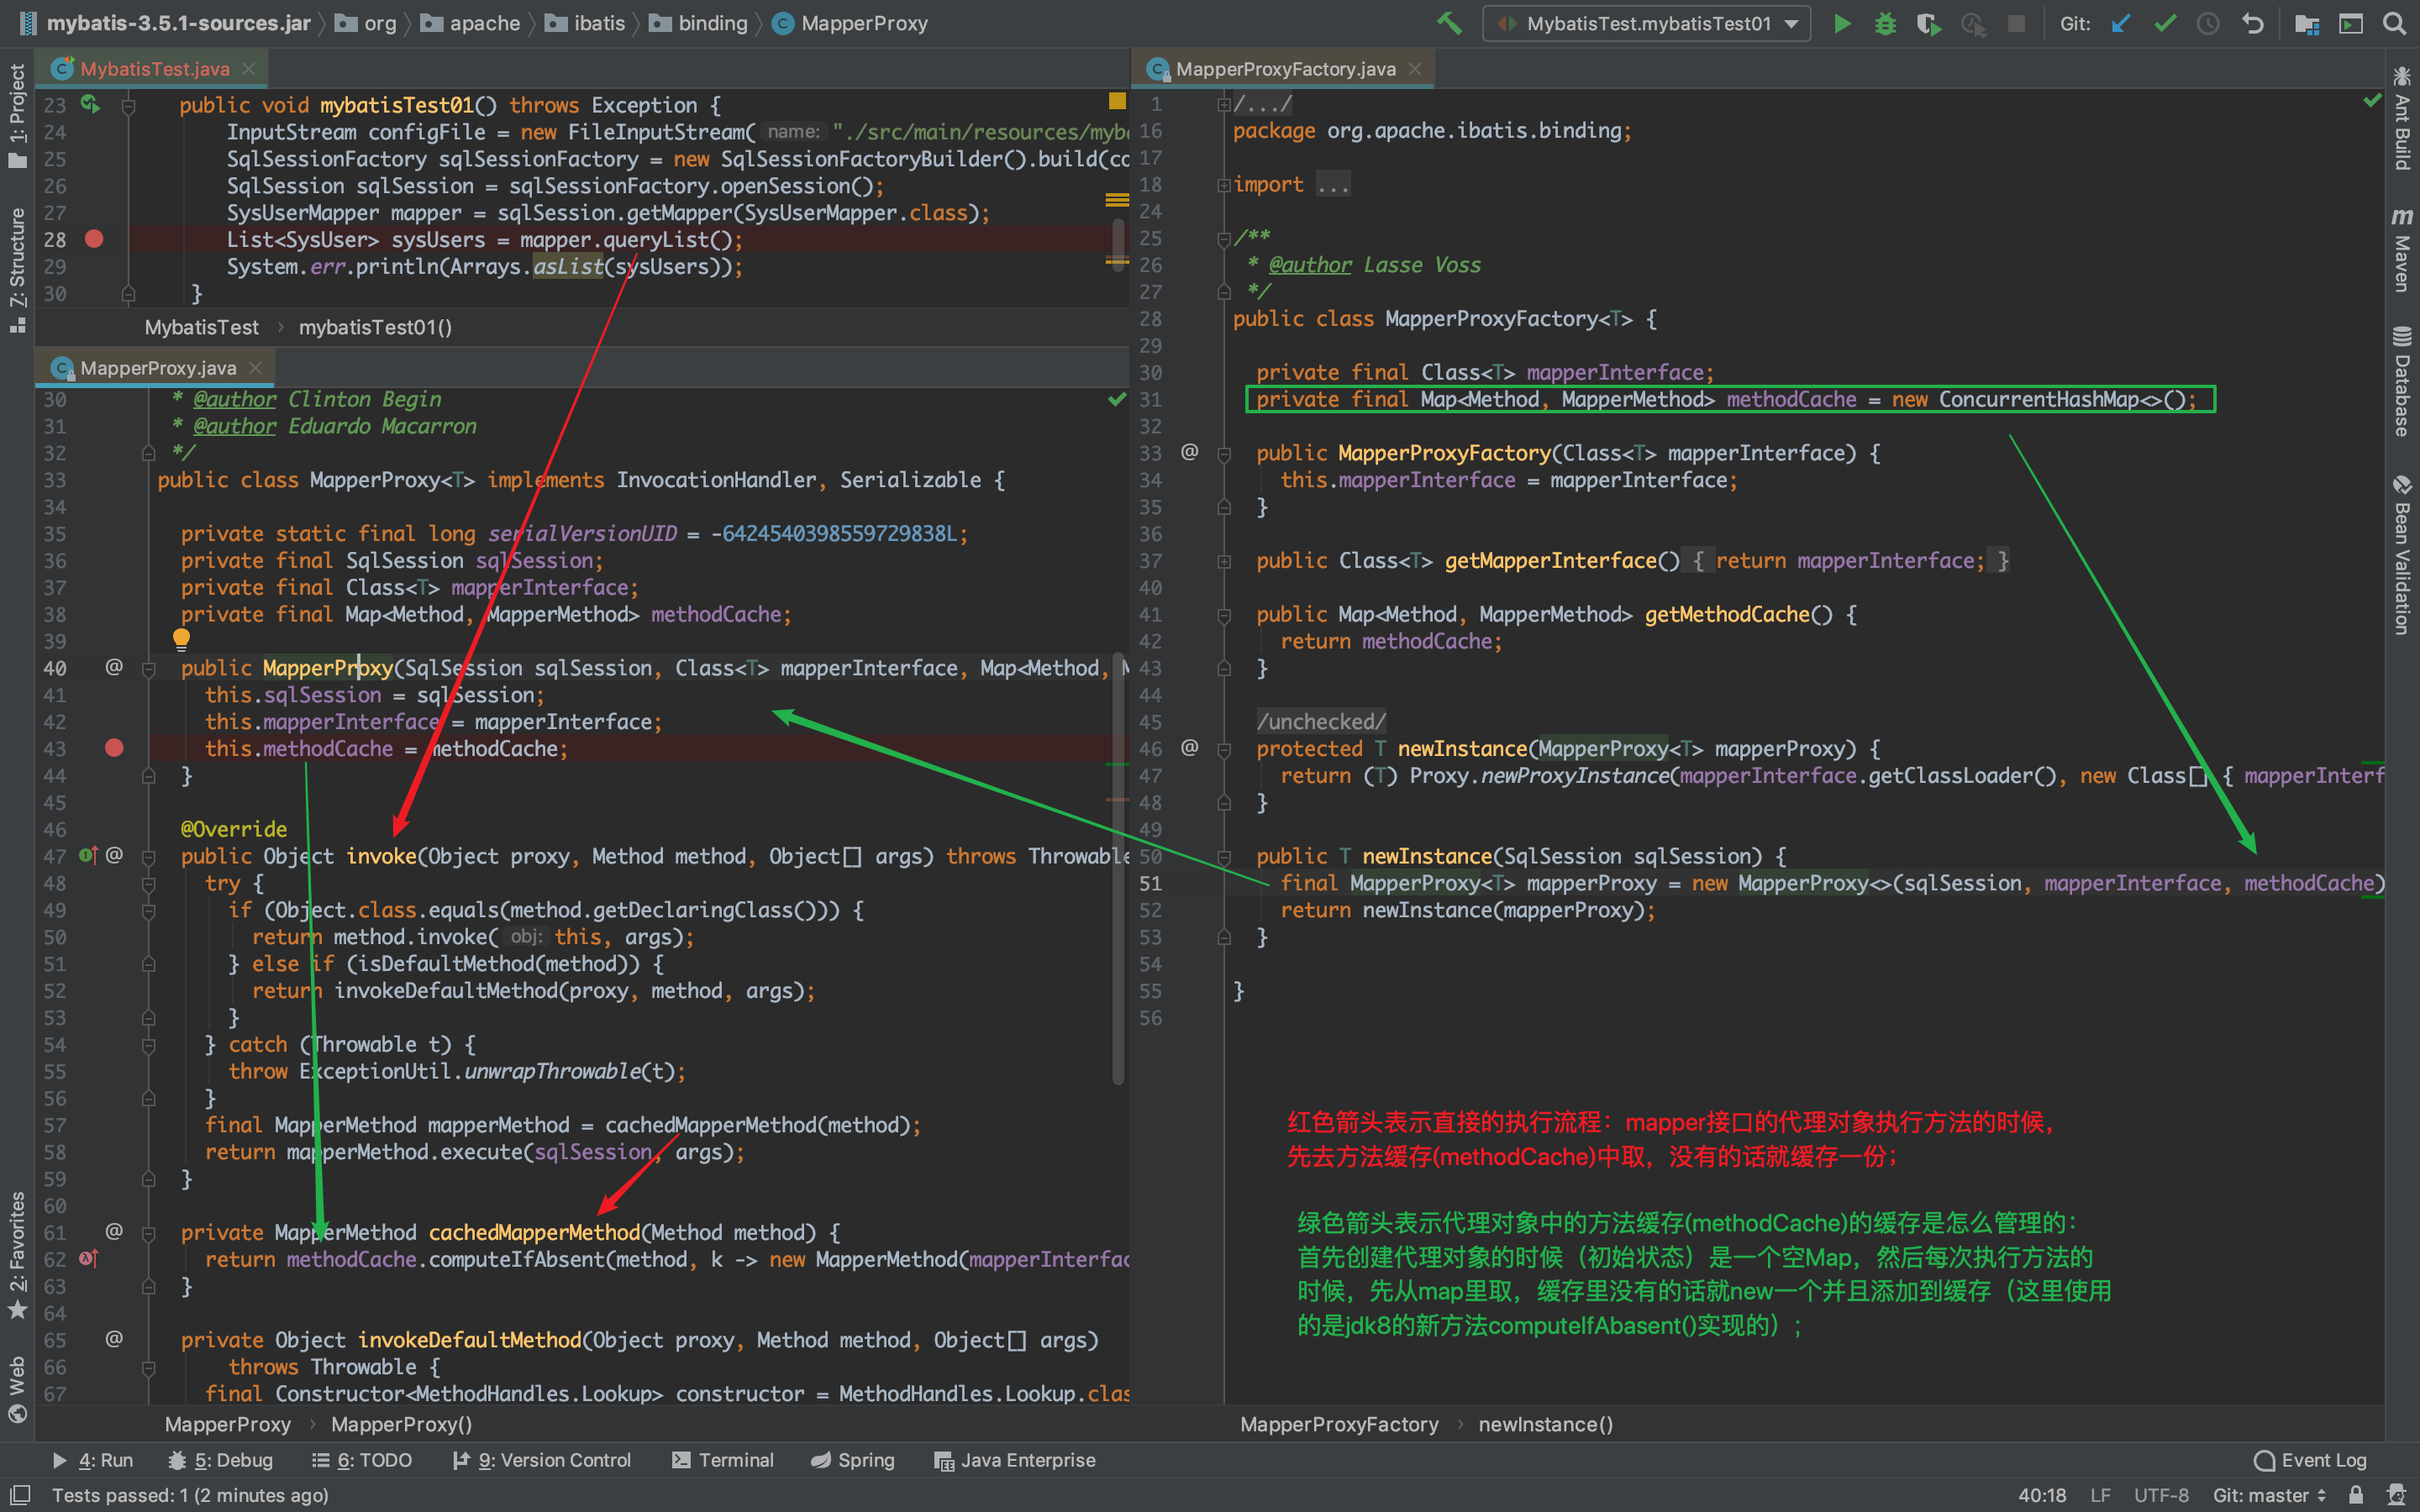 mybatis-3.5.1-sources.jar org apache ibatis binding MapperProxy
MybatisTest.mybatisTest01
Git:
1: Project
7: Structure
2: Favorites
Web
MybatisTest.java
23 public void mybatisTest01() throws Exception {
24 InputStream configFile = new FileInputStream( name: "./src/main/resources/myb
25 SqlSessionFactory sqlSessionFactory = new SqlSessionFactoryBuilder().build(co
26 SqlSession sqlSession = sqlSessionFactory.openSession();
27 SysUserMapper mapper = sqlSession.getMapper(SysUserMapper.class);
28 List<SysUser> sysUsers = mapper.queryList();
29 System.err.println(Arrays.asList(sysUsers));
30 }
MybatisTest › mybatisTest01()
MapperProxy.java
30 * @author Clinton Begin
31 * @author Eduardo Macarron
32 */
33 public class MapperProxy<T> implements InvocationHandler, Serializable {
34
35 private static final long serialVersionUID = -6424540398559729838L;
36 private final SqlSession sqlSession;
37 private final Class<T> mapperInterface;
38 private final Map<Method, MapperMethod> methodCache;
39
40 @ public MapperProxy(SqlSession sqlSession, Class<T> mapperInterface, Map<Method, M
41 this.sqlSession = sqlSession;
42 this.mapperInterface = mapperInterface;
43 this.methodCache = methodCache;
44 }
45
46 @Override
47 @ public Object invoke(Object proxy, Method method, Object[] args) throws Throwable
48 try {
49 if (Object.class.equals(method.getDeclaringClass())) {
50 return method.invoke( obj: this, args);
51 } else if (isDefaultMethod(method)) {
52 return invokeDefaultMethod(proxy, method, args);
53 }
54 } catch (Throwable t) {
55 throw ExceptionUtil.unwrapThrowable(t);
56 }
57 final MapperMethod mapperMethod = cachedMapperMethod(method);
58 return mapperMethod.execute(sqlSession, args);
59 }
60
61 @ private MapperMethod cachedMapperMethod(Method method) {
62 return methodCache.computeIfAbsent(method, k -> new MapperMethod(mapperInterfac
63 }
64
65 @ private Object invokeDefaultMethod(Object proxy, Method method, Object[] args)
66 throws Throwable {
67 final Constructor<MethodHandles.Lookup> constructor = MethodHandles.Lookup.clas
MapperProxy › MapperProxy()
MapperProxyFactory.java
1 /.../
16 package org.apache.ibatis.binding;
17
18 import ...
24
25 /**
26 * @author Lasse Voss
27 */
28 public class MapperProxyFactory<T> {
29
30 private final Class<T> mapperInterface;
31 private final Map<Method, MapperMethod> methodCache = new ConcurrentHashMap<>();
32
33 @ public MapperProxyFactory(Class<T> mapperInterface) {
34 this.mapperInterface = mapperInterface;
35 }
36
37 public Class<T> getMapperInterface() { return mapperInterface; }
40
41 public Map<Method, MapperMethod> getMethodCache() {
42 return methodCache;
43 }
44
45 /unchecked/
46 @ protected T newInstance(MapperProxy<T> mapperProxy) {
47 return (T) Proxy.newProxyInstance(mapperInterface.getClassLoader(), new Class[] { mapperInterf
48 }
49
50 public T newInstance(SqlSession sqlSession) {
51 final MapperProxy<T> mapperProxy = new MapperProxy<>(sqlSession, mapperInterface, methodCache)
52 return newInstance(mapperProxy);
53 }
54
55 }
56
红色箭头表示直接的执行流程：mapper接口的代理对象执行方法的时候，
先去方法缓存(methodCache)中取，没有的话就缓存一份；
绿色箭头表示代理对象中的方法缓存(methodCache)的缓存是怎么管理的：
首先创建代理对象的时候（初始状态）是一个空Map，然后每次执行方法的
时候，先从map里取，缓存里没有的话就new一个并且添加到缓存（这里使用
的是jdk8的新方法computeIfAbasent()实现的）；
MapperProxyFactory › newInstance()
Ant Build
Maven
Database
Bean Validation
4: Run 5: Debug 6: TODO 9: Version Control Terminal Spring Java Enterprise Event Log
Tests passed: 1 (2 minutes ago) 40:18 LF UTF-8 Git: master